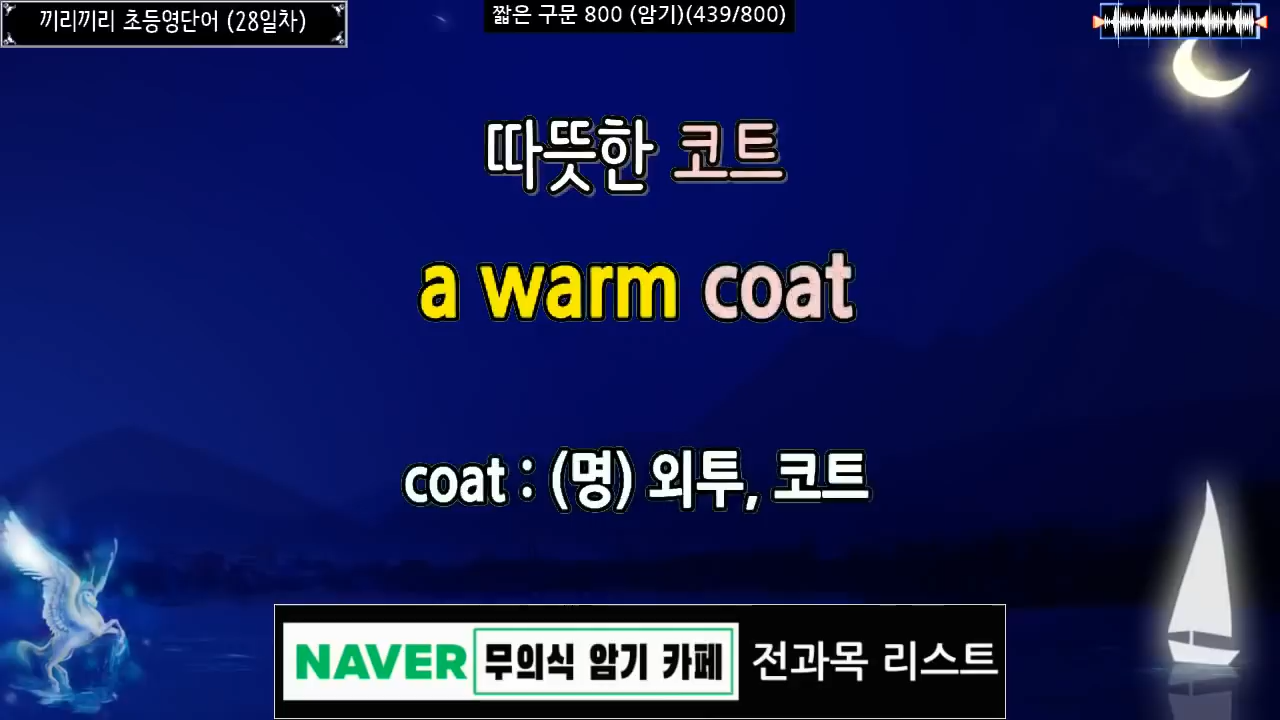 끼리끼리 초등영단어 (28일차)
짧은 구문 800 (암기)(439/800)
따뜻한 코트
a warm coat
coat : (명) 외투, 코트
NAVER 무의식 암기 카페 전과목 리스트